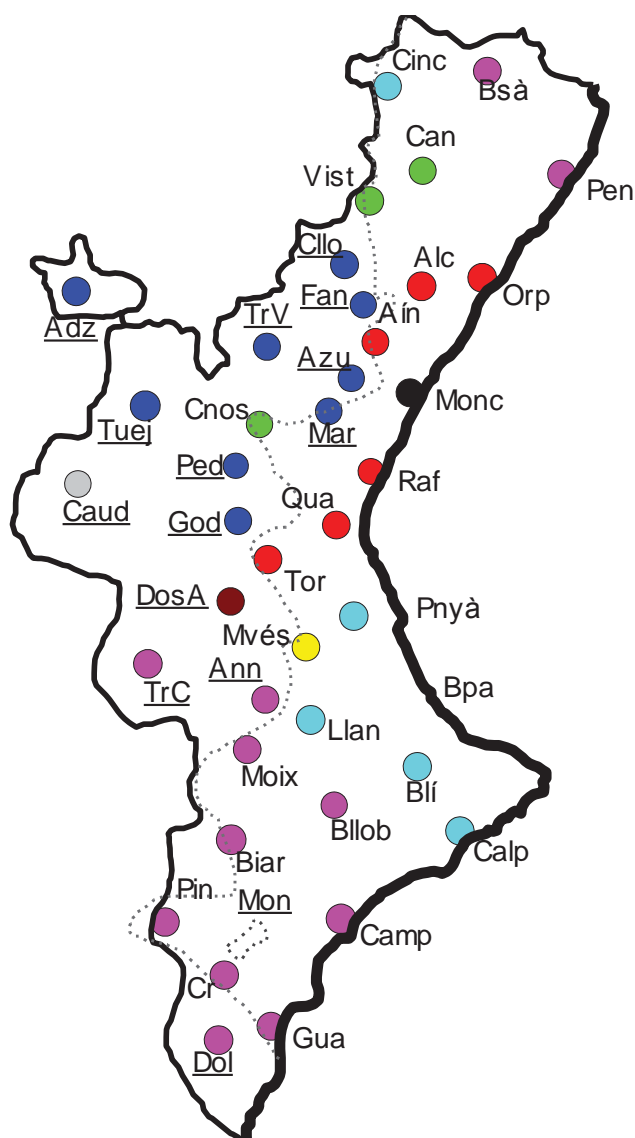 Cinc
Bsà
Can
Pen
Vist
Cllo
Alc
Fan
Orp
Adz
TrV
Aín
Azu
Monc
Cnos
Tuej
Mar
Ped
Raf
Caud
Qua
God
Tor
DosA
Pnyà
Mvés
Ann
TrC
Bpa
Llan
Moix
Blí
Bllob
Calp
Biar
Pin
Mon
Camp
Cr
Gua
Dol